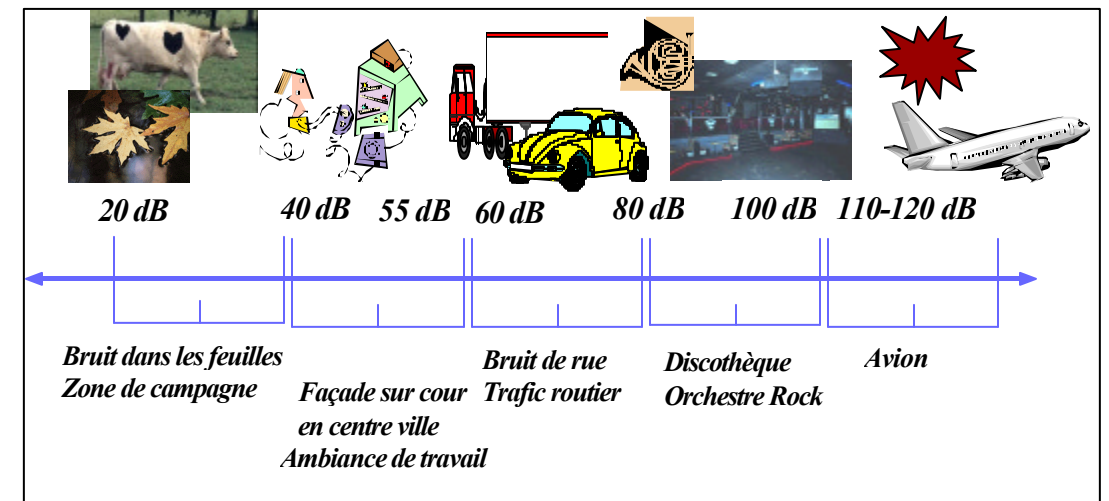 20 dB 40 dB 55 dB 60 dB 80 dB 100 dB 110-120 dB
Bruit dans les feuilles
Zone de campagne
Façade sur cour
en centre ville
Ambiance de travail
Bruit de rue
Trafic routier
Discothèque
Orchestre Rock
Avion